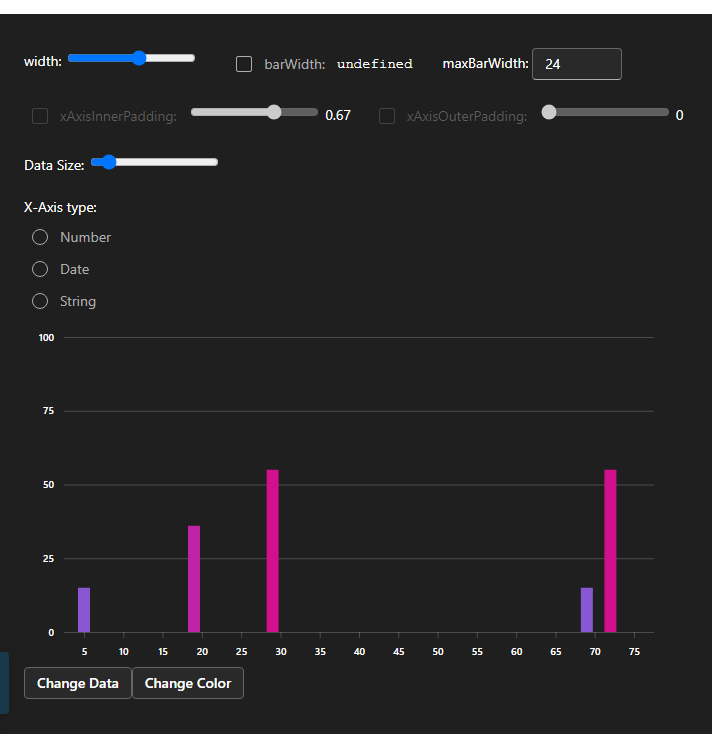 width: barWidth: undefined maxBarWidth: 24
xAxisInnerPadding: 0.67 xAxisOuterPadding: 0
Data Size:
X-Axis type:
Number
Date
String
100
75
50
25
0
5 10 15 20 25 30 35 40 45 50 55 60 65 70 75
Change Data Change Color